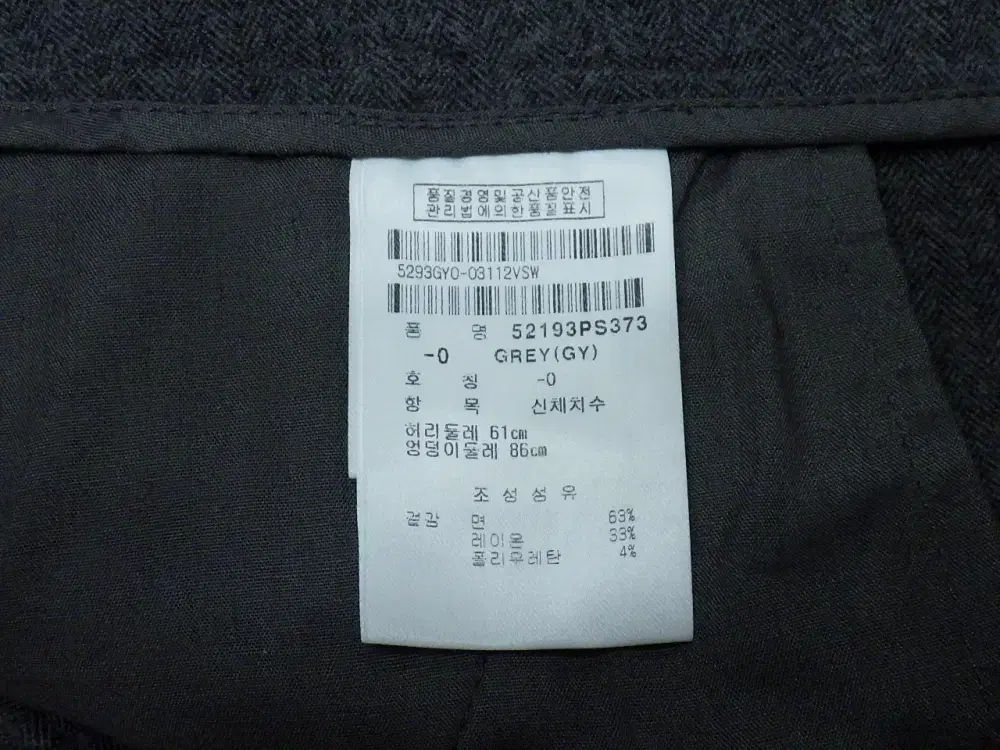 품질경영및공산품안전
관리법에의한품질표시
5293GYO-03112VSW
품 명 52193PS373
-0 GREY(GY)
호 칭 -0
항 목 신체치수
허리둘레 61cm
엉덩이둘레 86cm
조성섬유
겉감 면 63%
레이온 33%
폴리우레탄 4%